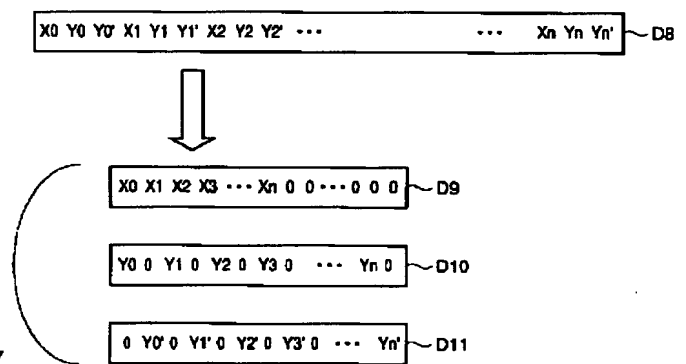 X0 Y0 Y0' X1 Y1 Y1' X2 Y2 Y2' ··· ··· Xn Yn Yn' D8
X0 X1 X2 X3 ··· Xn 0 0 ··· 0 0 0 D9
Y0 0 Y1 0 Y2 0 Y3 0 ··· Yn 0 D10
0 Y0' 0 Y1' 0 Y2' 0 Y3' 0 ··· Yn' D11